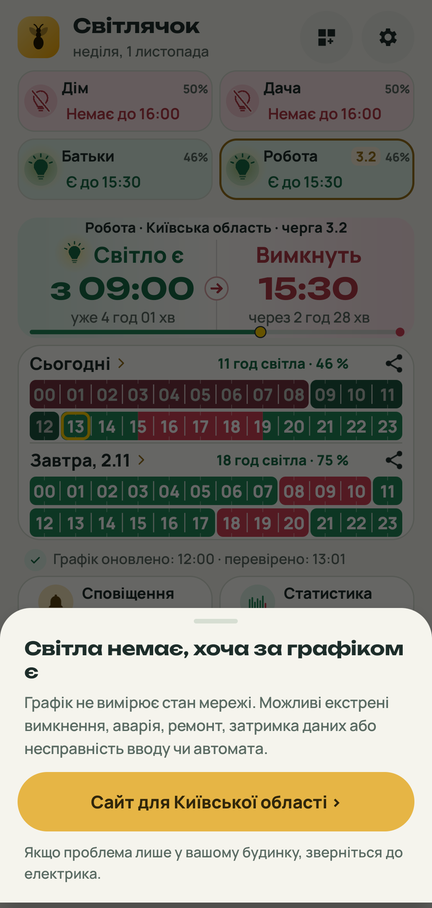 Світлячок
неділя, 1 листопада
Дім 50%
Немає до 16:00
Дача 50%
Немає до 16:00
Батьки 46%
Є до 15:30
Робота 3.2 46%
Є до 15:30
Робота · Київська область · черга 3.2
Світло є
з 09:00
уже 4 год 01 хв
Вимкнуть
15:30
через 2 год 28 хв
Сьогодні › 11 год світла · 46 %
00 01 02 03 04 05 06 07 08 09 10 11
12 13 14 15 16 17 18 19 20 21 22 23
Завтра, 2.11 › 18 год світла · 75 %
00 01 02 03 04 05 06 07 08 09 10 11
12 13 14 15 16 17 18 19 20 21 22 23
Графік оновлено: 12:00 · перевірено: 13:01
Сповіщення
Статистика
Світла немає, хоча за графіком
є
Графік не вимірює стан мережі. Можливі екстрені
вимкнення, аварія, ремонт, затримка даних або
несправність вводу чи автомата.
Сайт для Київської області ›
Якщо проблема лише у вашому будинку, зверніться до
електрика.